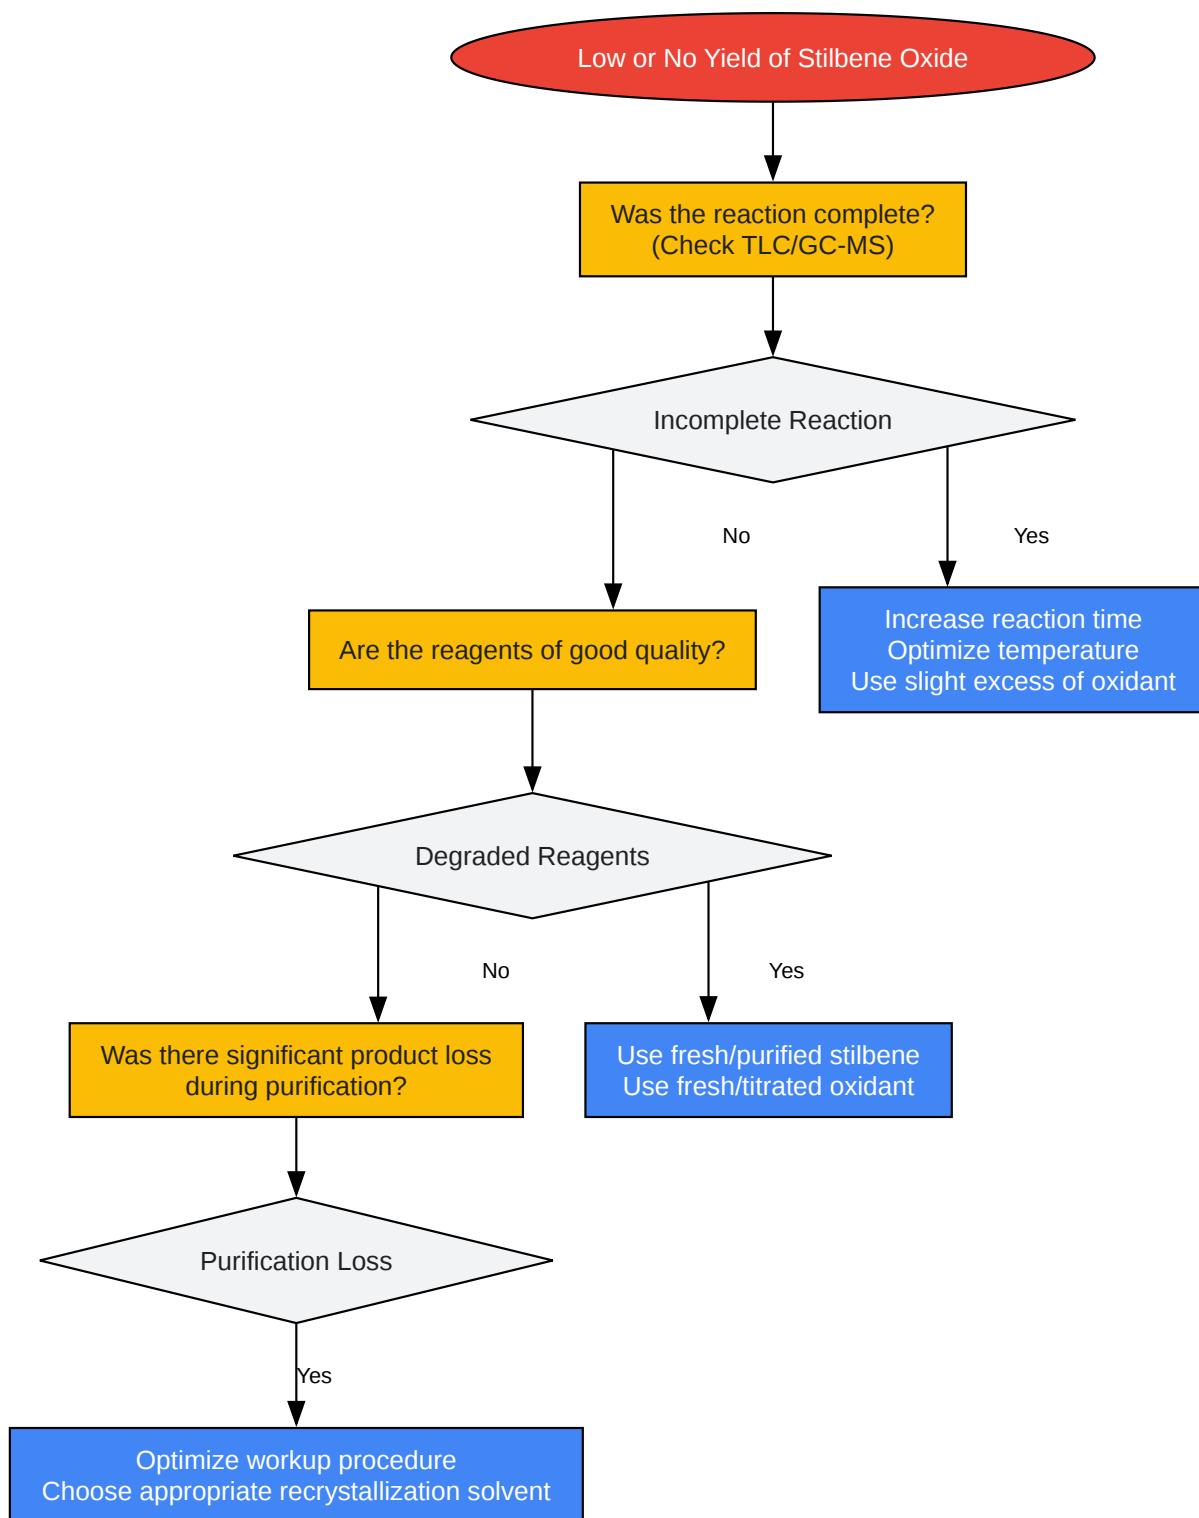 Low or No Yield of Stilbene Oxide
Was the reaction complete?
(Check TLC/GC-MS)
Incomplete Reaction
No
Yes
Increase reaction time
Optimize temperature
Use slight excess of oxidant
Are the reagents of good quality?
Degraded Reagents
No
Yes
Was there significant product loss
during purification?
Use fresh/purified stilbene
Use fresh/titrated oxidant
Purification Loss
Yes
Optimize workup procedure
Choose appropriate recrystallization solvent